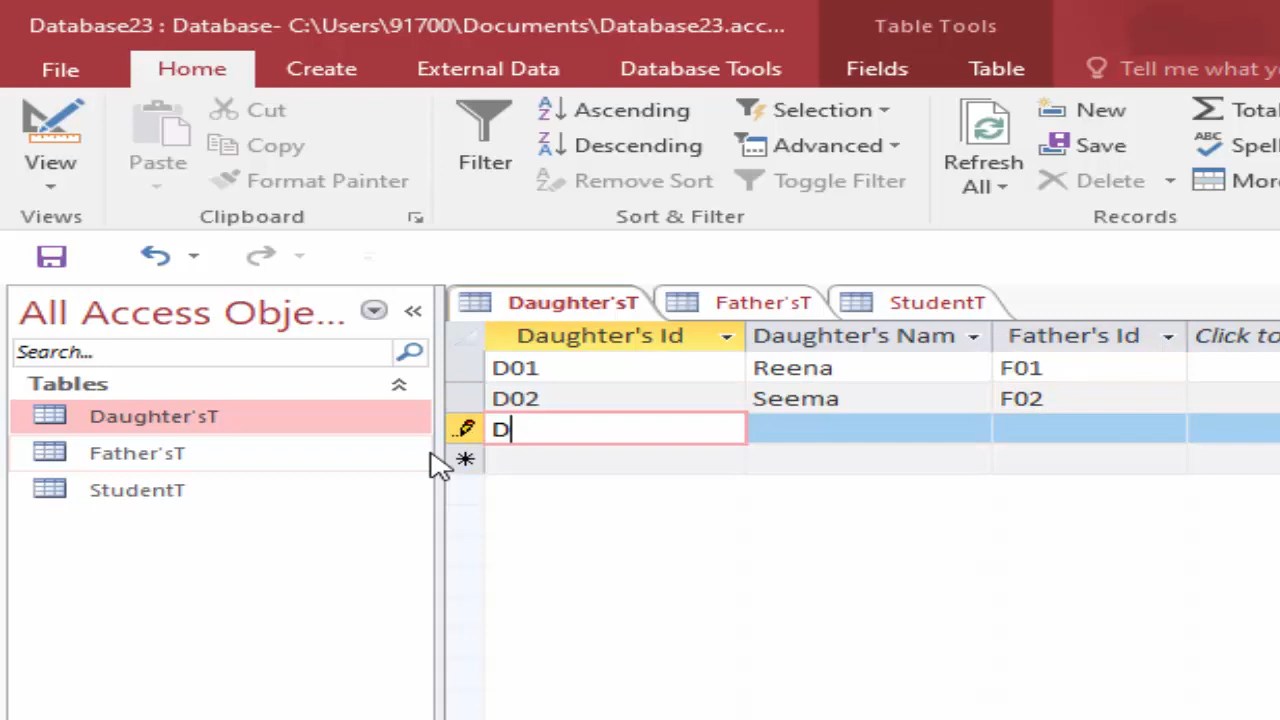 Database23 : Database- C:\Users\91700\Documents\Database23.acc...
Table Tools
File
Home
Create
External Data
Database Tools
Fields
Table
Tell me what y
View
Paste
Cut
Copy
Format Painter
Filter
Ascending
Descending
Remove Sort
Selection
Advanced
Toggle Filter
Refresh
All
New
Save
Delete
Tota
Spel
Mor
Views
Clipboard
Sort & Filter
Records
All Access Obje...
Search...
Tables
Daughter'sT
Father'sT
StudentT
Daughter'sT
Father'sT
StudentT
Daughter's Id
Daughter's Nam
Father's Id
Click to
D01
Reena
F01
D02
Seema
F02
D